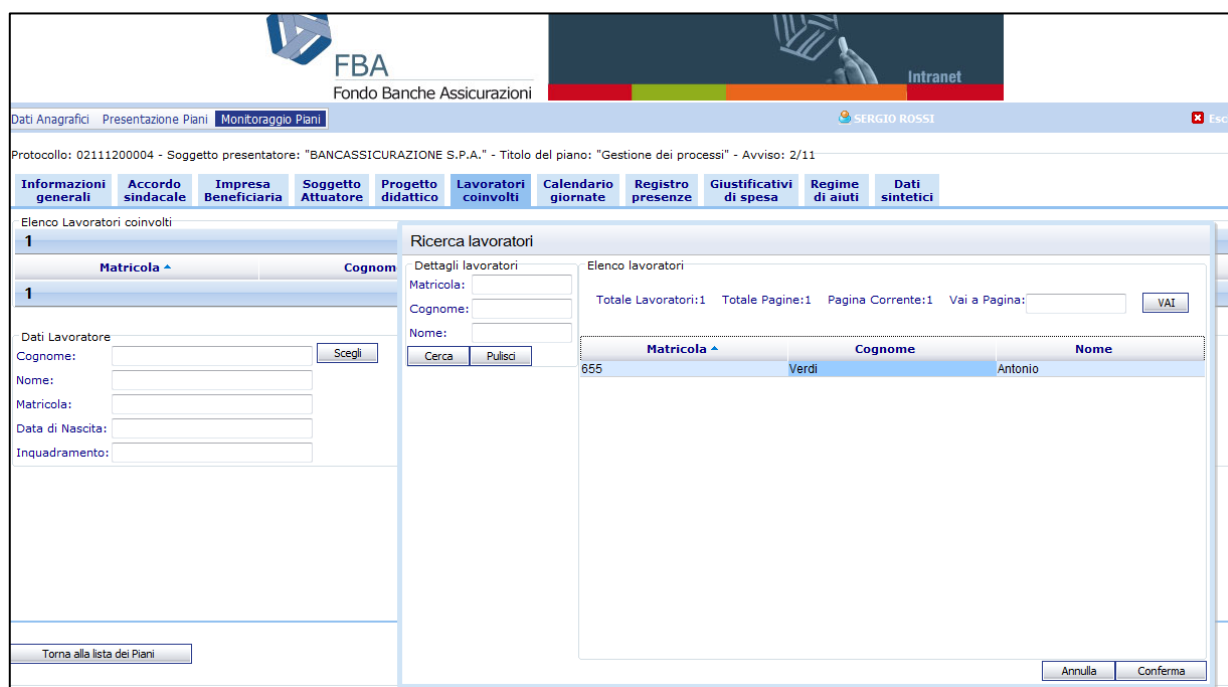 FBA
Fondo Banche Assicurazioni
Intranet
Dati Anagrafici Presentazione Piani Monitoraggio Piani SERGIO ROSSI Esc
Protocollo: 02111200004 - Soggetto presentatore: "BANCASSICURAZIONE S.P.A." - Titolo del piano: "Gestione dei processi" - Avviso: 2/11
Informazioni generali Accordo sindacale Impresa Beneficiaria Soggetto Attuatore Progetto didattico Lavoratori coinvolti Calendario giornate Registro presenze Giustificativi di spesa Regime di aiuti Dati sintetici
Elenco Lavoratori coinvolti
1
Matricola Cognom
1
Dati Lavoratore
Cognome: Scegli
Nome:
Matricola:
Data di Nascita:
Inquadramento:
Torna alla lista dei Piani
Ricerca lavoratori
Dettagli lavoratori
Matricola:
Cognome:
Nome:
Cerca Pulisci
Elenco lavoratori
Totale Lavoratori:1 Totale Pagine:1 Pagina Corrente:1 Vai a Pagina: VAI
Matricola Cognome Nome
655 Verdi Antonio
Annulla Conferma